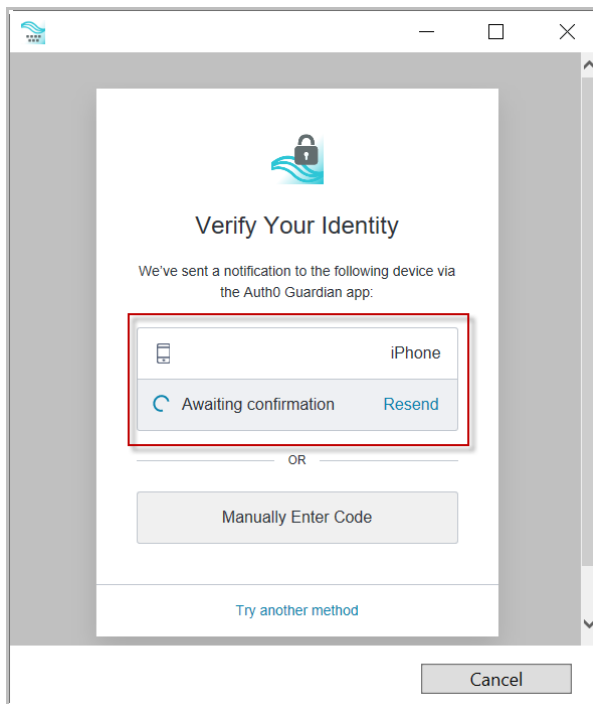 Verify Your Identity
We've sent a notification to the following device via
the Auth0 Guardian app:
iPhone
Awaiting confirmation Resend
OR
Manually Enter Code
Try another method
Cancel